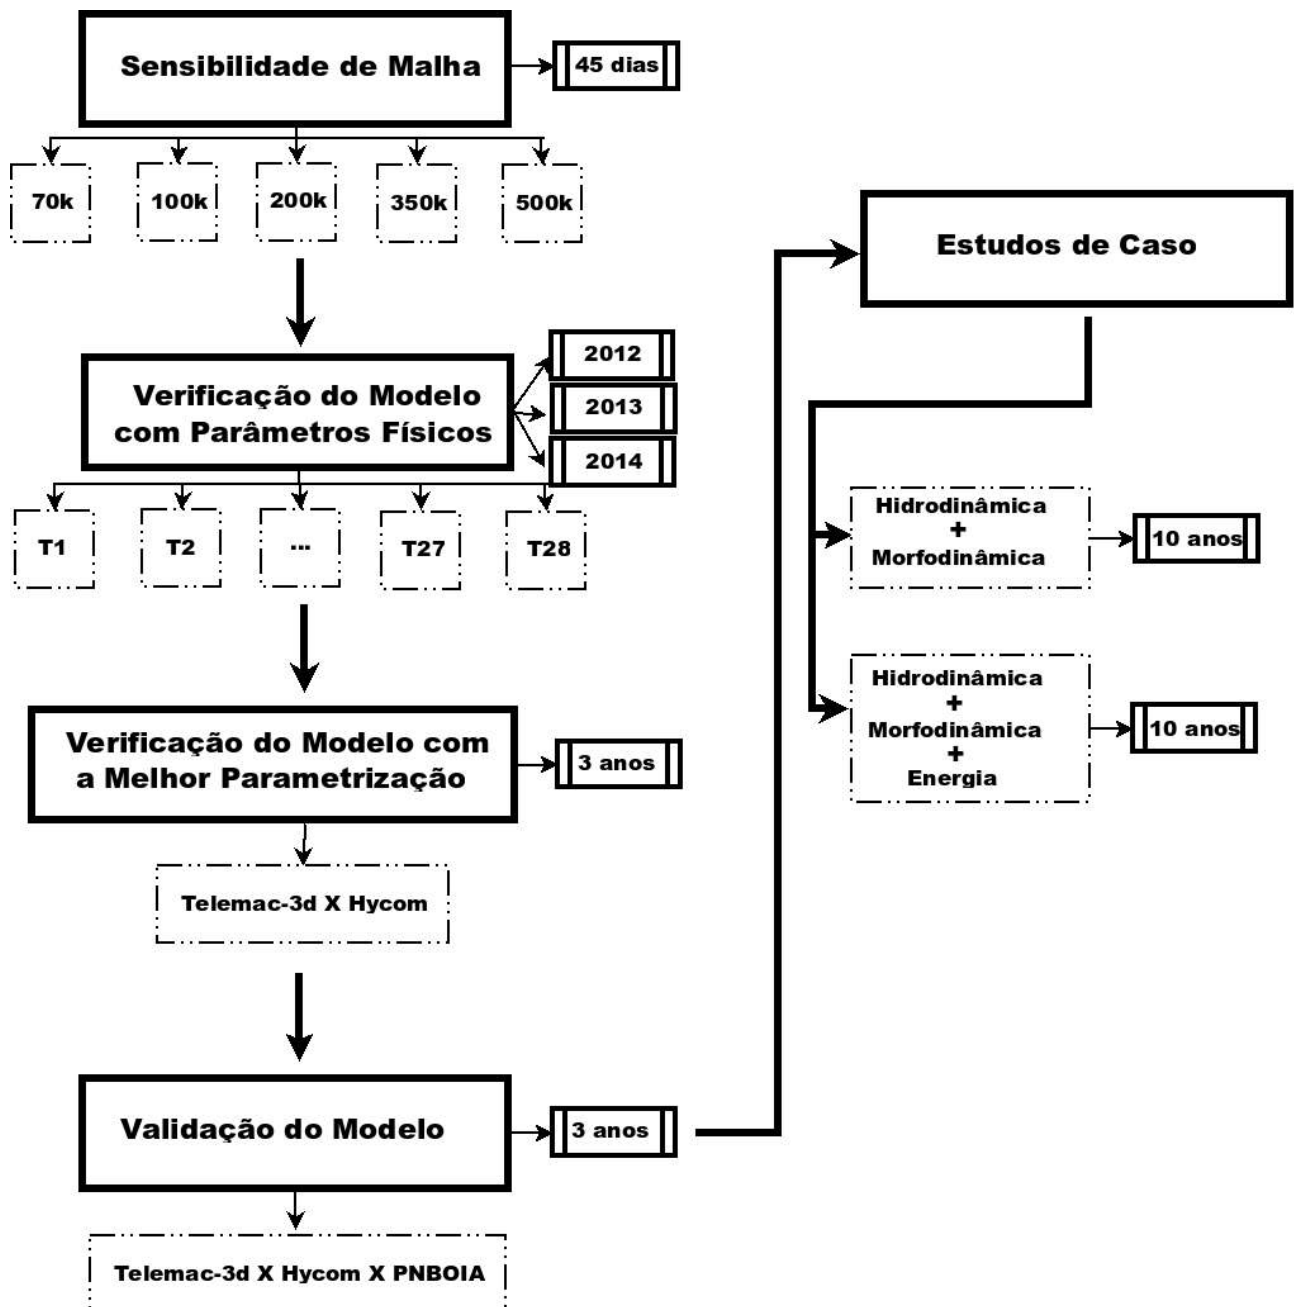 Sensibilidade de Malha
45 dias
70k
100k
200k
350k
500k
Verificação do Modelo
com Parâmetros Físicos
2012
2013
2014
T1
T2
...
T27
T28
Verificação do Modelo com
a Melhor Parametrização
3 anos
Telemac-3d X Hycom
Validação do Modelo
3 anos
Telemac-3d X Hycom X PNBOIA
Estudos de Caso
Hidrodinâmica
+
Morfodinâmica
10 anos
Hidrodinâmica
+
Morfodinâmica
+
Energia
10 anos